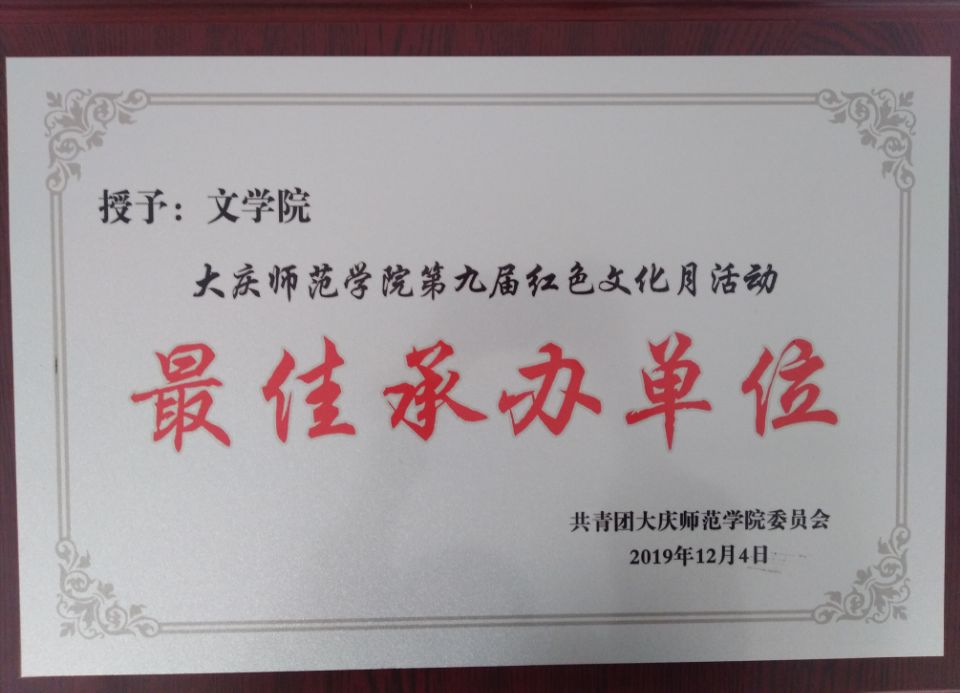 授予：文学院
大庆师范学院第九届红色文化月活动
最佳承办单位
共青团大庆师范学院委员会
2019年12月4日